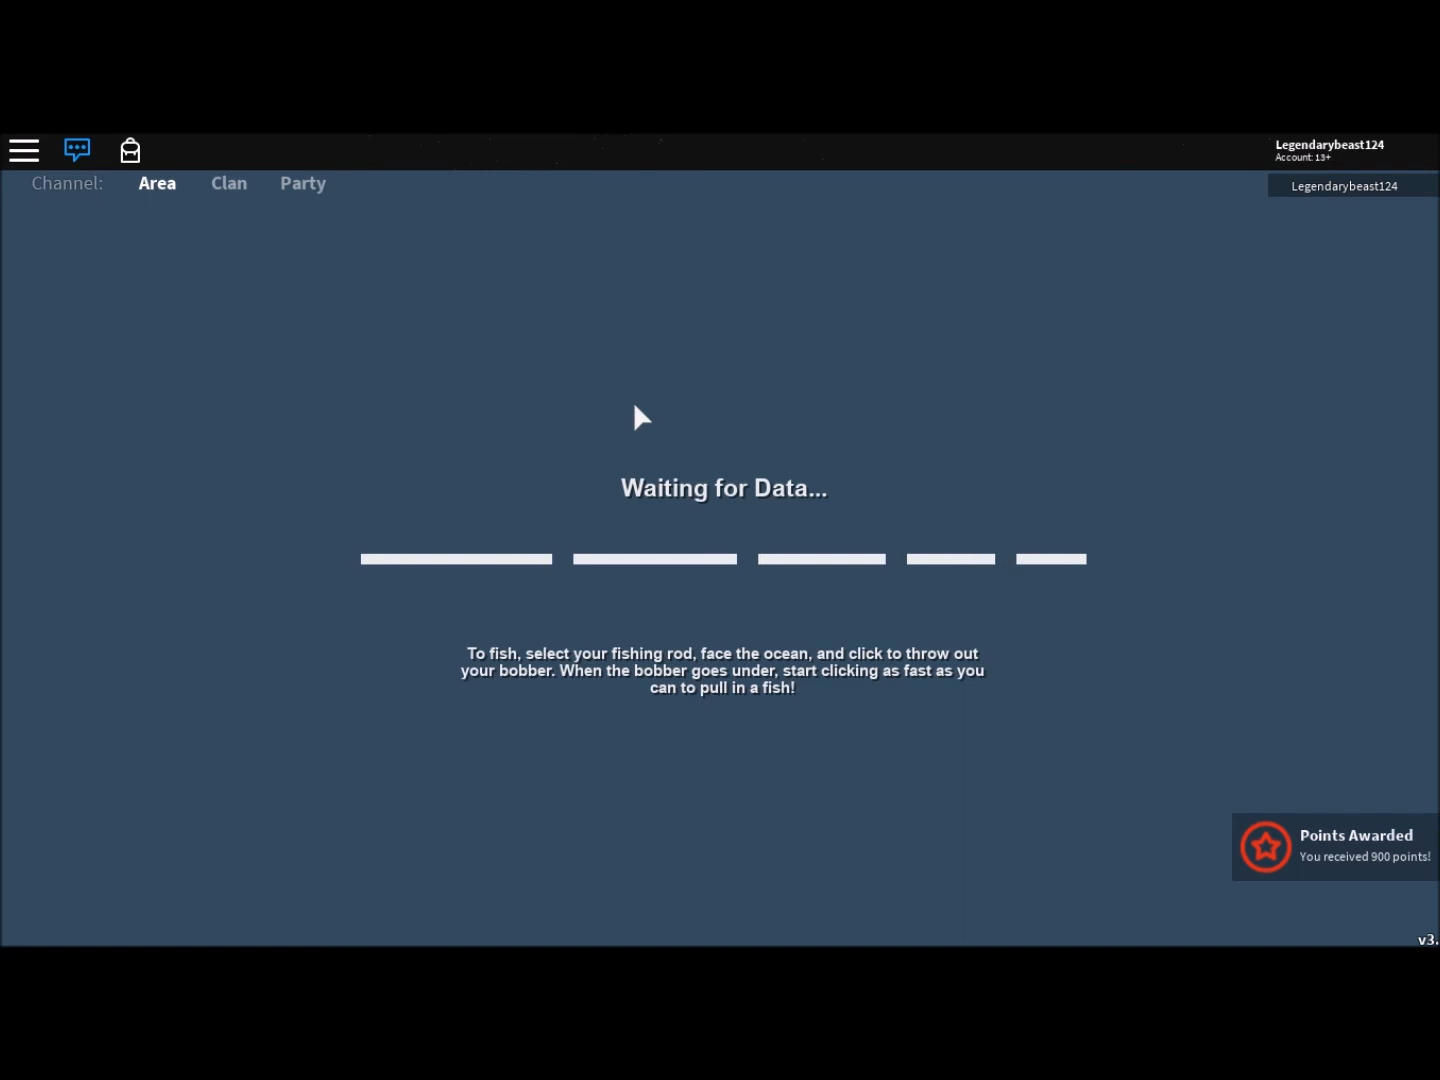 Legendarybeast124
Account: 13+
Channel: Area Clan Party
Legendarybeast124
Waiting for Data...
To fish, select your fishing rod, face the ocean, and click to throw out
your bobber. When the bobber goes under, start clicking as fast as you
can to pull in a fish!
Points Awarded
You received 900 points!
v3.